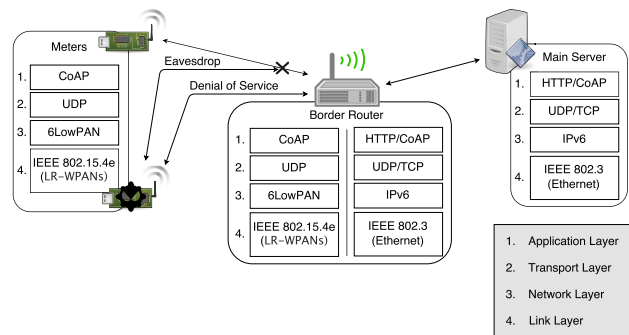 Meters
1. CoAP
2. UDP
3. 6LowPAN
4. IEEE 802.15.4e
(LR-WPANs)
Eavesdrop
Denial of Service
Border Router
1. CoAP HTTP/CoAP
2. UDP UDP/TCP
3. 6LowPAN IPv6
4. IEEE 802.15.4e IEEE 802.3
(LR-WPANs) (Ethernet)
Main Server
1. HTTP/CoAP
2. UDP/TCP
3. IPv6
4. IEEE 802.3
(Ethernet)
1. Application Layer
2. Transport Layer
3. Network Layer
4. Link Layer